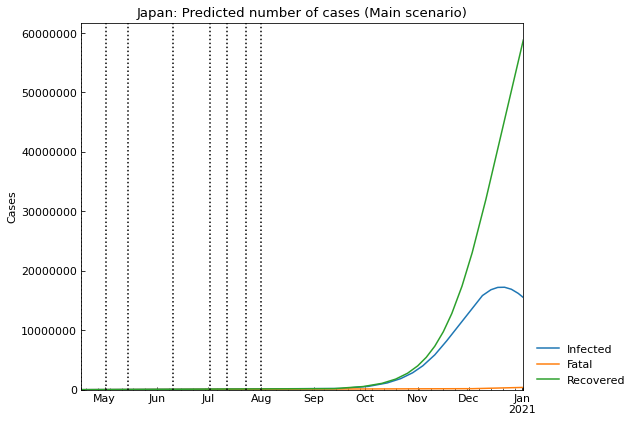 Japan: Predicted number of cases (Main scenario)
60000000
50000000
40000000
30000000
20000000
10000000
0
Cases
May Jun Jul Aug Sep Oct Nov Dec Jan
2021
Infected
Fatal
Recovered